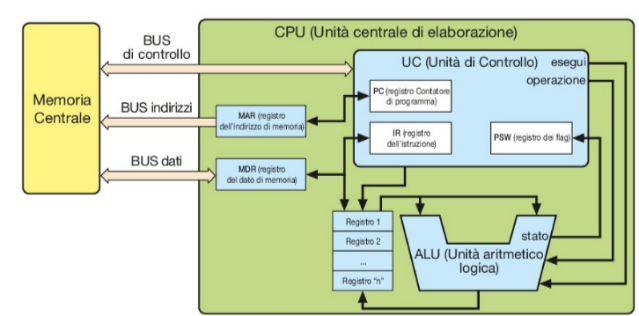 CPU (Unità centrale di elaborazione)
BUS
di controllo
UC (Unità di Controllo)
esegui
operazione
Memoria
Centrale
BUS indirizzi
MAR (registro
dell'indirizzo di memoria)
PC (registro Contatore
di programma)
IR (registro
dell'istruzione)
PSW (registro dei flag)
BUS dati
MDR (registro
del dato di memoria)
Registro 1
Registro 2
...
Registro "n"
stato
ALU (Unità aritmetico
logica)